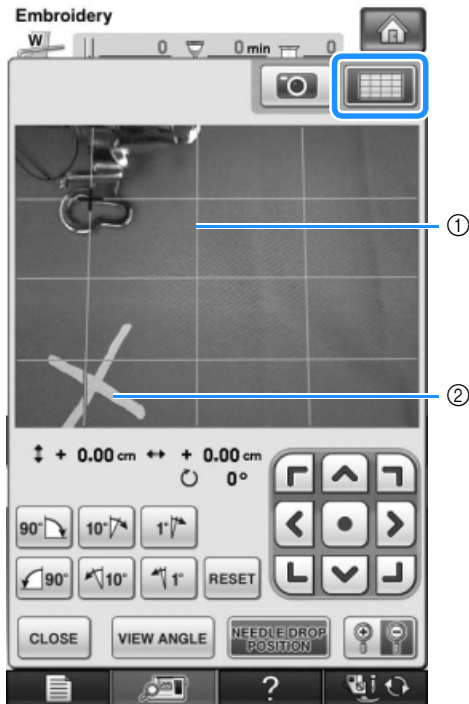 Embroidery
W 0 0 min 0
①
②
+ 0.00 cm + 0.00 cm
0°
90° 10° 1°
90° 10° 1° RESET
CLOSE VIEW ANGLE NEEDLE DROP POSITION
?